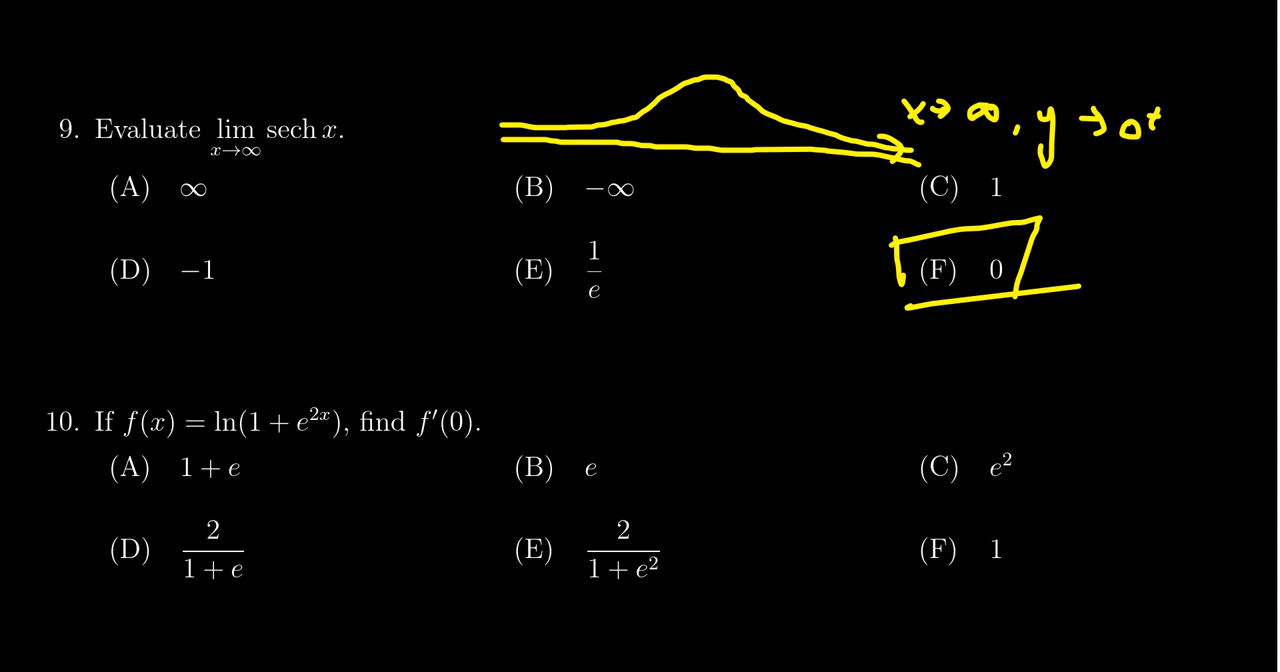 x → ∞, y → 0⁺
9. Evaluate lim x→∞ sech x.
(A) ∞ (B) −∞ (C) 1
(D) −1 (E) 1/e (F) 0
10. If f(x) = ln(1 + e²ˣ), find f′(0).
(A) 1 + e (B) e (C) e²
(D) 2/(1 + e) (E) 2/(1 + e²) (F) 1